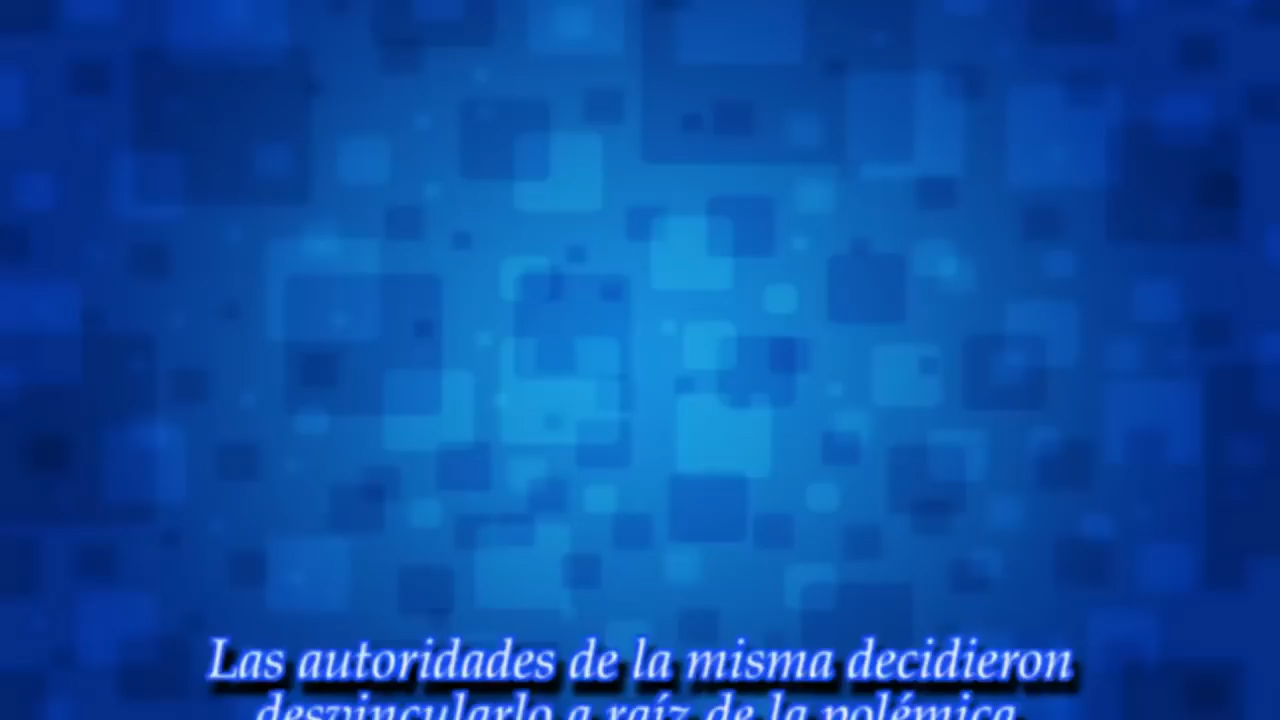 Las autoridades de la misma decidieron
desvincularlo a raíz de la polémica